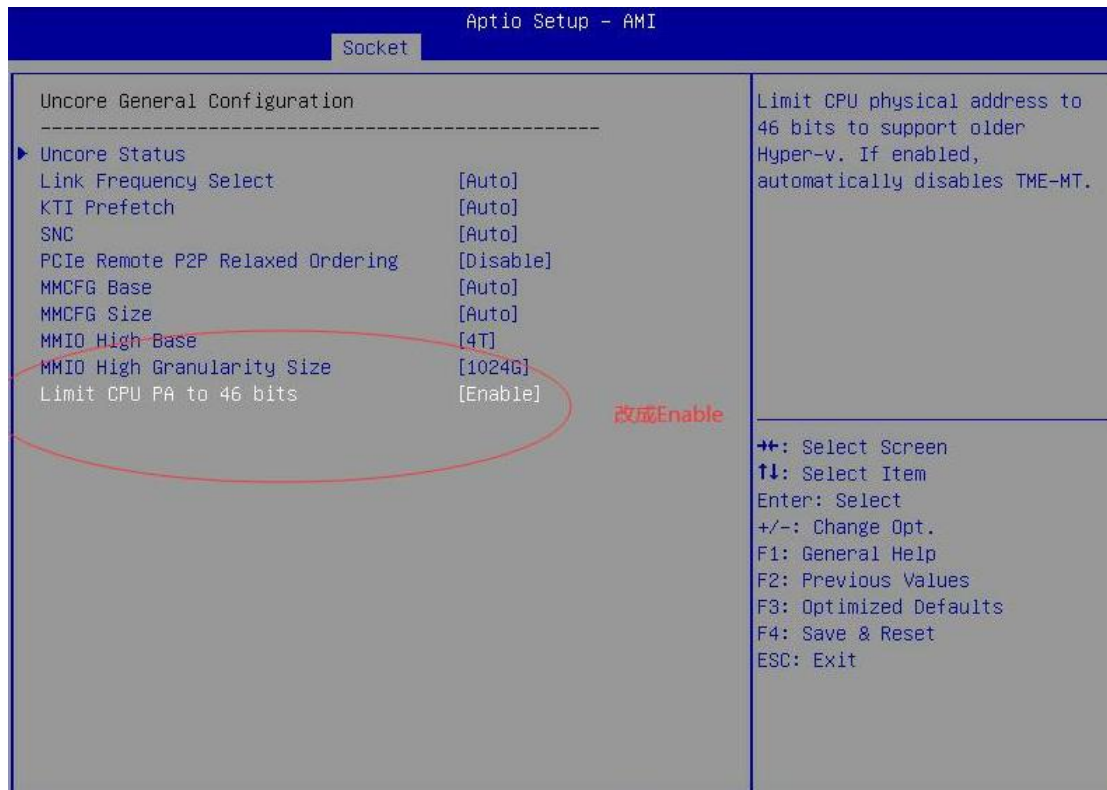 Aptio Setup - AMI
Socket
Uncore General Configuration
Uncore Status
Link Frequency Select [Auto]
KTI Prefetch [Auto]
SNC [Auto]
PCIe Remote P2P Relaxed Ordering [Disable]
MMCFG Base [Auto]
MMCFG Size [Auto]
MMIO High Base [4T]
MMIO High Granularity Size [1024G]
Limit CPU PA to 46 bits [Enable]
改成Enable
Limit CPU physical address to
46 bits to support older
Hyper-v. If enabled,
automatically disables TME-MT.
→←: Select Screen
↑↓: Select Item
Enter: Select
+/-: Change Opt.
F1: General Help
F2: Previous Values
F3: Optimized Defaults
F4: Save & Reset
ESC: Exit